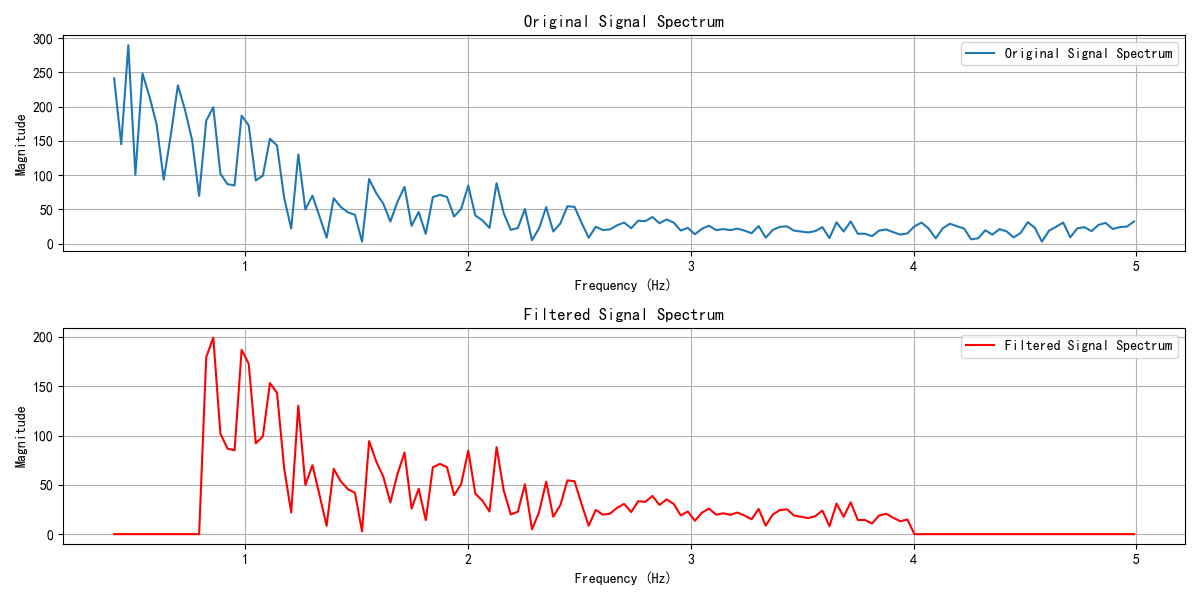 Original Signal Spectrum
300
250
200
150
100
50
0
Magnitude
Original Signal Spectrum
1 2 3 4 5
Frequency (Hz)
Filtered Signal Spectrum
200
150
100
50
0
Magnitude
Filtered Signal Spectrum
1 2 3 4 5
Frequency (Hz)